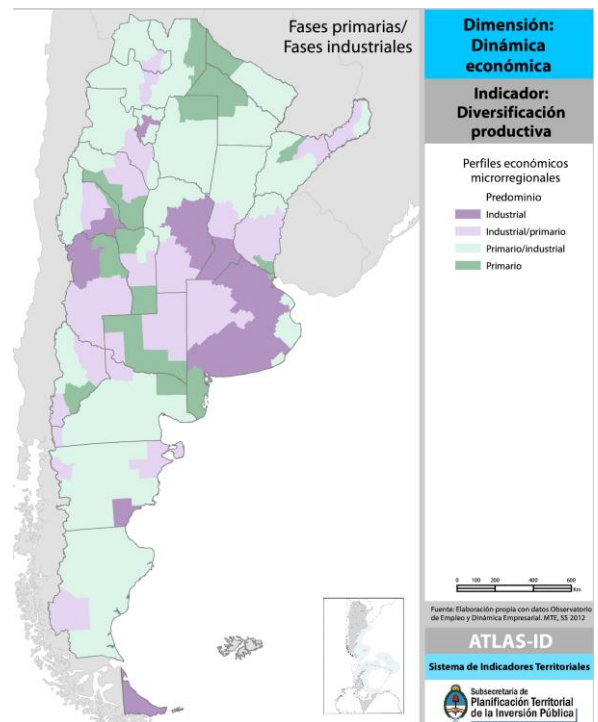 Fases primarias/
Fases industriales
Dimensión:
Dinámica
económica
Indicador:
Diversificación
productiva
Perfiles económicos
microrregionales
Predominio
Industrial
Industrial/primario
Primario/industrial
Primario
0 100 200 400 600
Km
Fuente: Elaboración propia con datos Observatorio
de Empleo y Dinámica Empresarial. MTE, SS 2012
ATLAS-ID
Sistema de Indicadores Territoriales
Subsecretaría de
Planificación Territorial
de la Inversión Pública